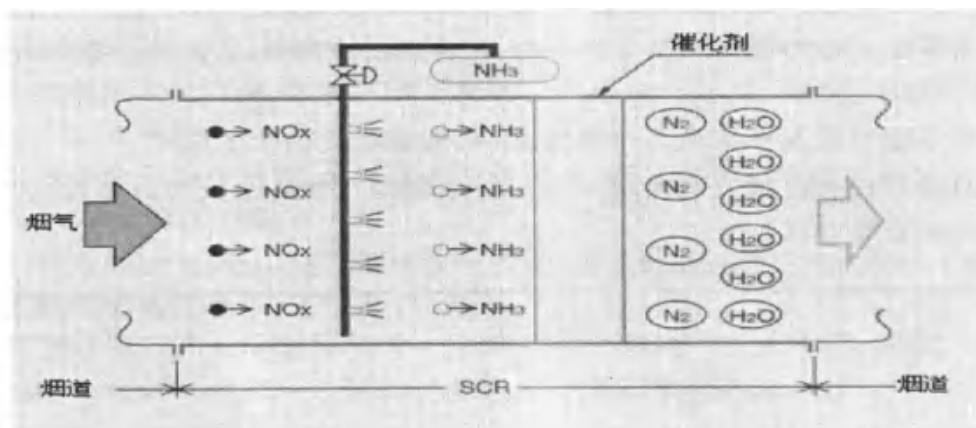 催化剂
NH3
NOx NH3 N2 H2O
H2O
NOx NH3 N2 H2O
烟气
H2O
NOx NH3 N2
H2O
NOx NH3 N2 H2O
烟道 SCR 烟道